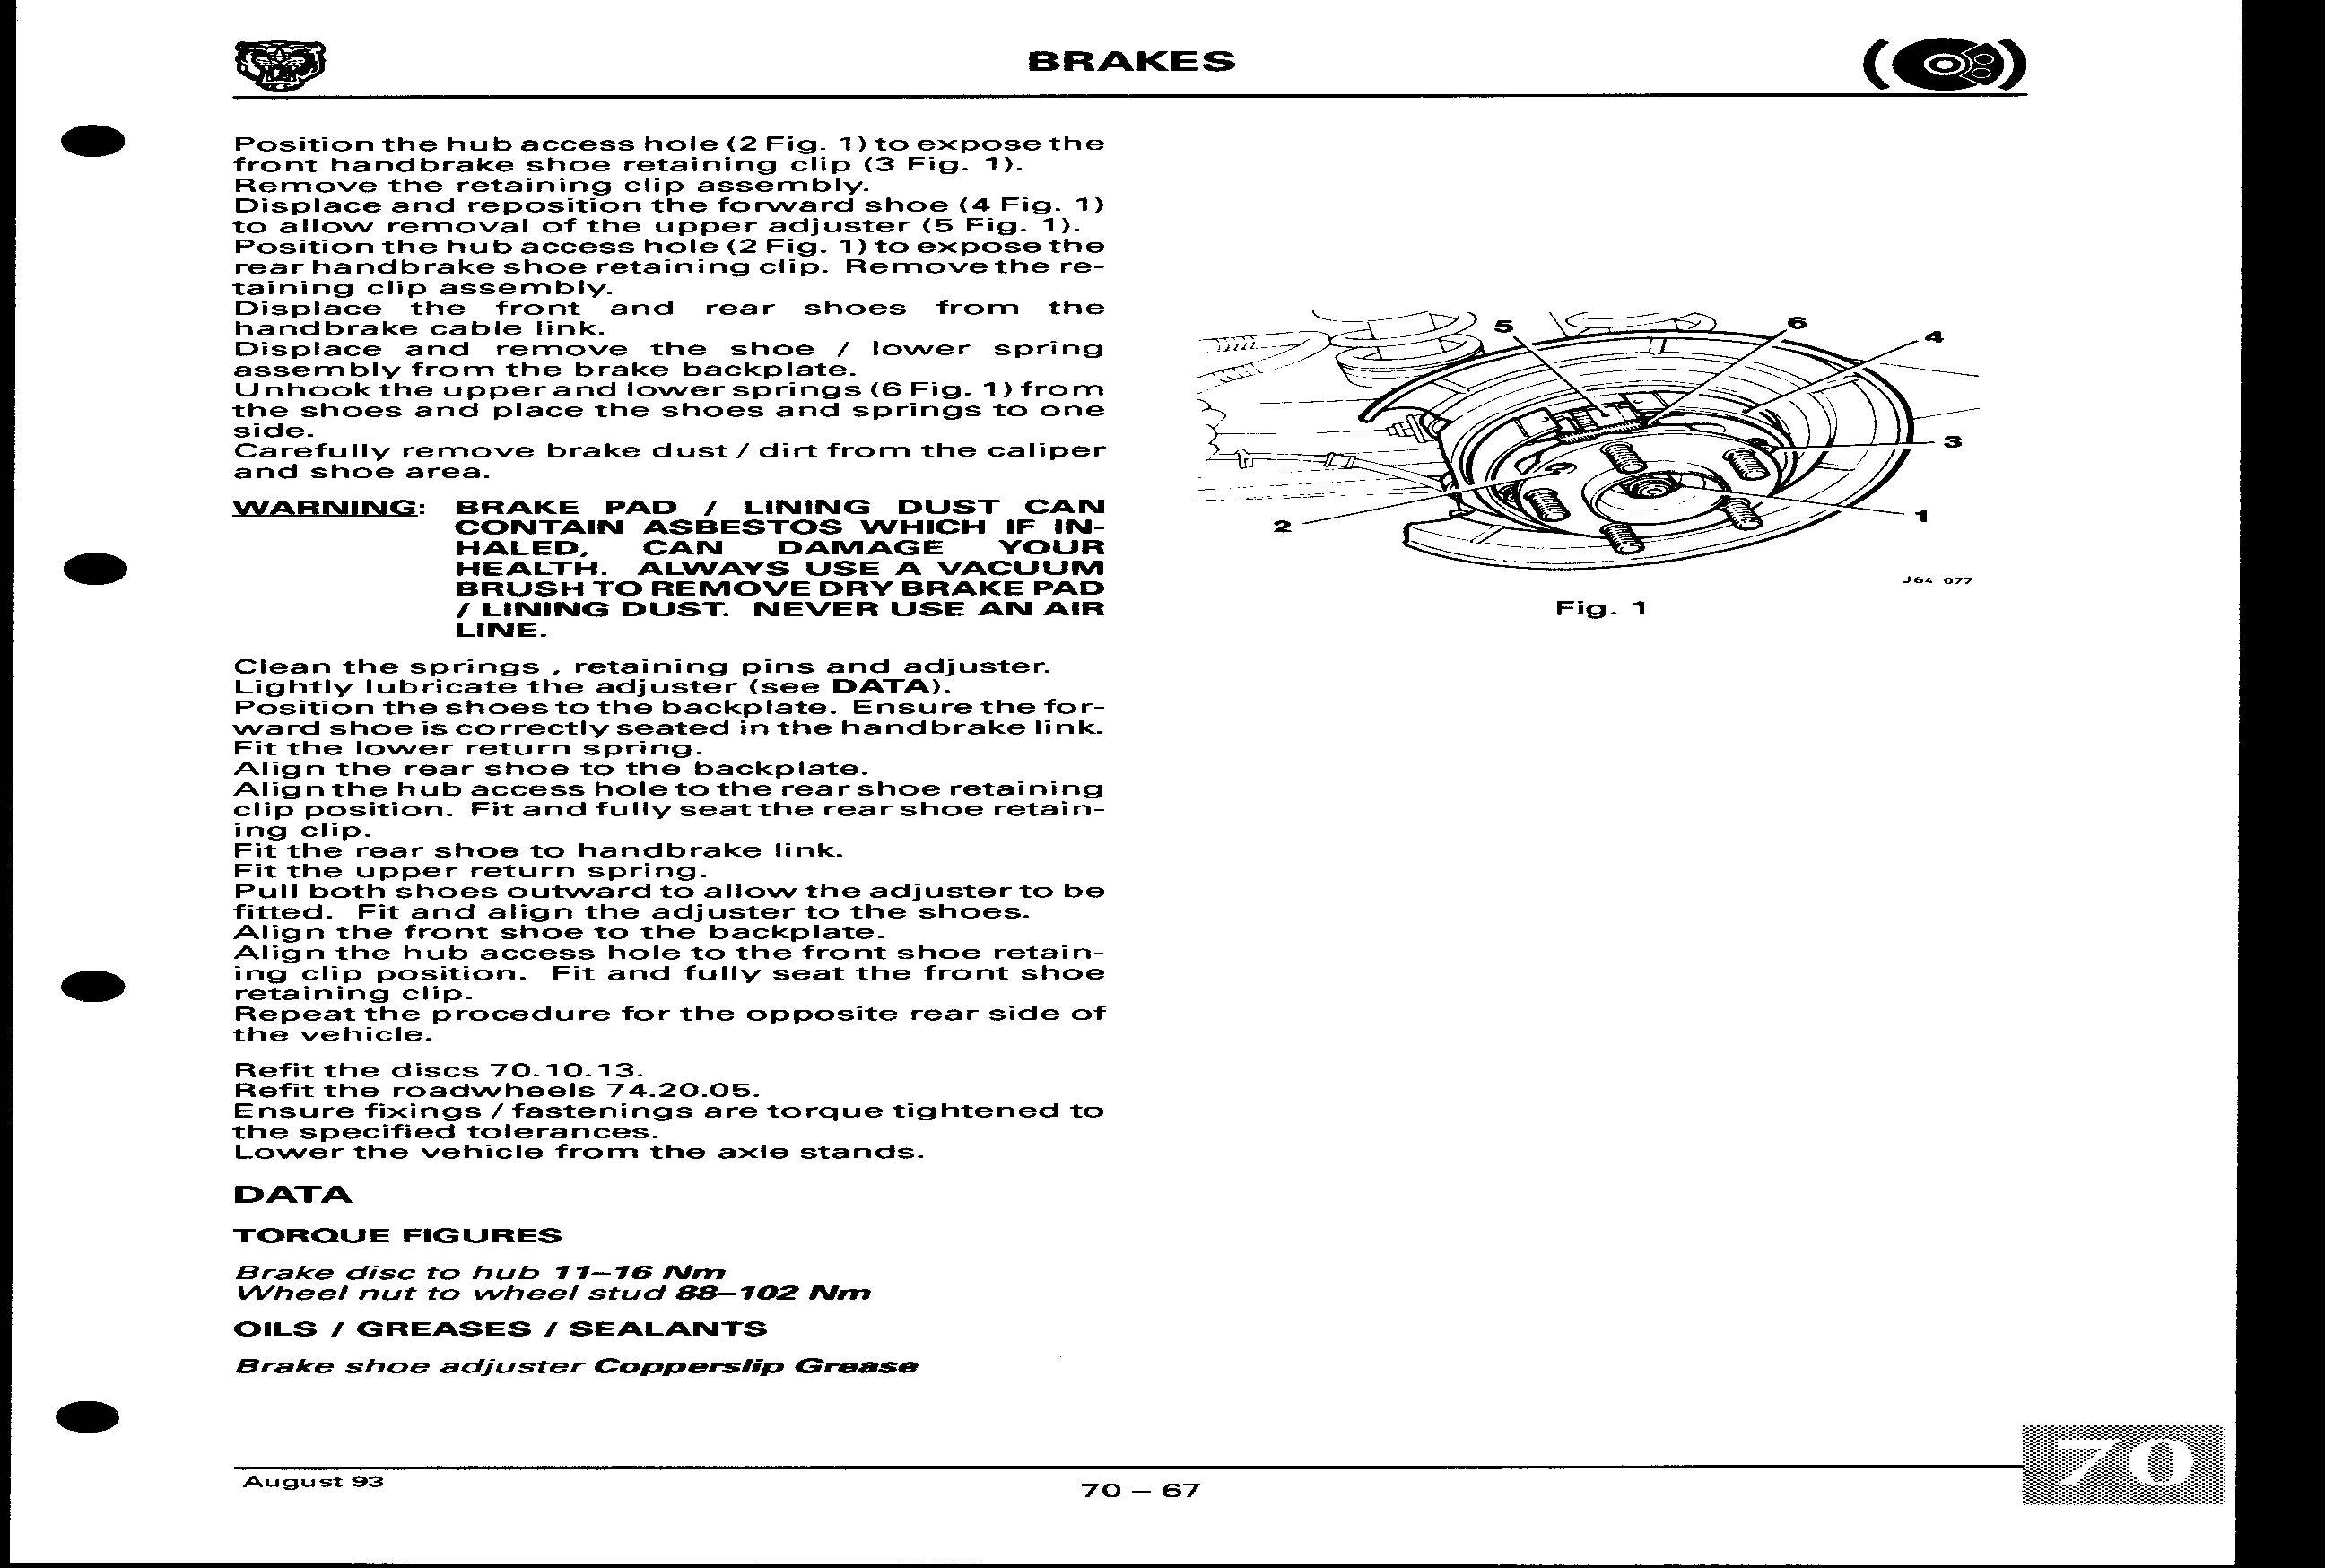 BRAKES
Position the hub access hole (2 Fig. 1) to expose the
front handbrake shoe retaining clip (3 Fig. 1).
Remove the retaining clip assembly.
Displace and reposition the forward shoe (4 Fig. 1)
to allow removal of the upper adjuster (5 Fig. 1).
Position the hub access hole (2 Fig. 1) to expose the
rear handbrake shoe retaining clip. Remove the re-
taining clip assembly.
Displace the front and rear shoes from the
handbrake cable link.
Displace and remove the shoe / lower spring
assembly from the brake backplate.
Unhook the upper and lower springs (6 Fig. 1) from
the shoes and place the shoes and springs to one
side.
Carefully remove brake dust / dirt from the caliper
and shoe area.
WARNING: BRAKE PAD / LINING DUST CAN
CONTAIN ASBESTOS WHICH IF IN-
HALED, CAN DAMAGE YOUR
HEALTH. ALWAYS USE A VACUUM
BRUSH TO REMOVE DRY BRAKE PAD
/ LINING DUST. NEVER USE AN AIR
LINE.
Clean the springs , retaining pins and adjuster.
Lightly lubricate the adjuster (see DATA).
Position the shoes to the backplate. Ensure the for-
ward shoe is correctly seated in the handbrake link.
Fit the lower return spring.
Align the rear shoe to the backplate.
Align the hub access hole to the rear shoe retaining
clip position. Fit and fully seat the rear shoe retain-
ing clip.
Fit the rear shoe to handbrake link.
Fit the upper return spring.
Pull both shoes outward to allow the adjuster to be
fitted. Fit and align the adjuster to the shoes.
Align the front shoe to the backplate.
Align the hub access hole to the front shoe retain-
ing clip position. Fit and fully seat the front shoe
retaining clip.
Repeat the procedure for the opposite rear side of
the vehicle.
Refit the discs 70.10.13.
Refit the roadwheels 74.20.05.
Ensure fixings / fastenings are torque tightened to
the specified tolerances.
Lower the vehicle from the axle stands.
DATA
TORQUE FIGURES
Brake disc to hub 11–16 Nm
Wheel nut to wheel stud 88–102 Nm
OILS / GREASES / SEALANTS
Brake shoe adjuster Copperslip Grease
5
6
4
3
2
1
J64 077
Fig. 1
August 93
70 – 67
70